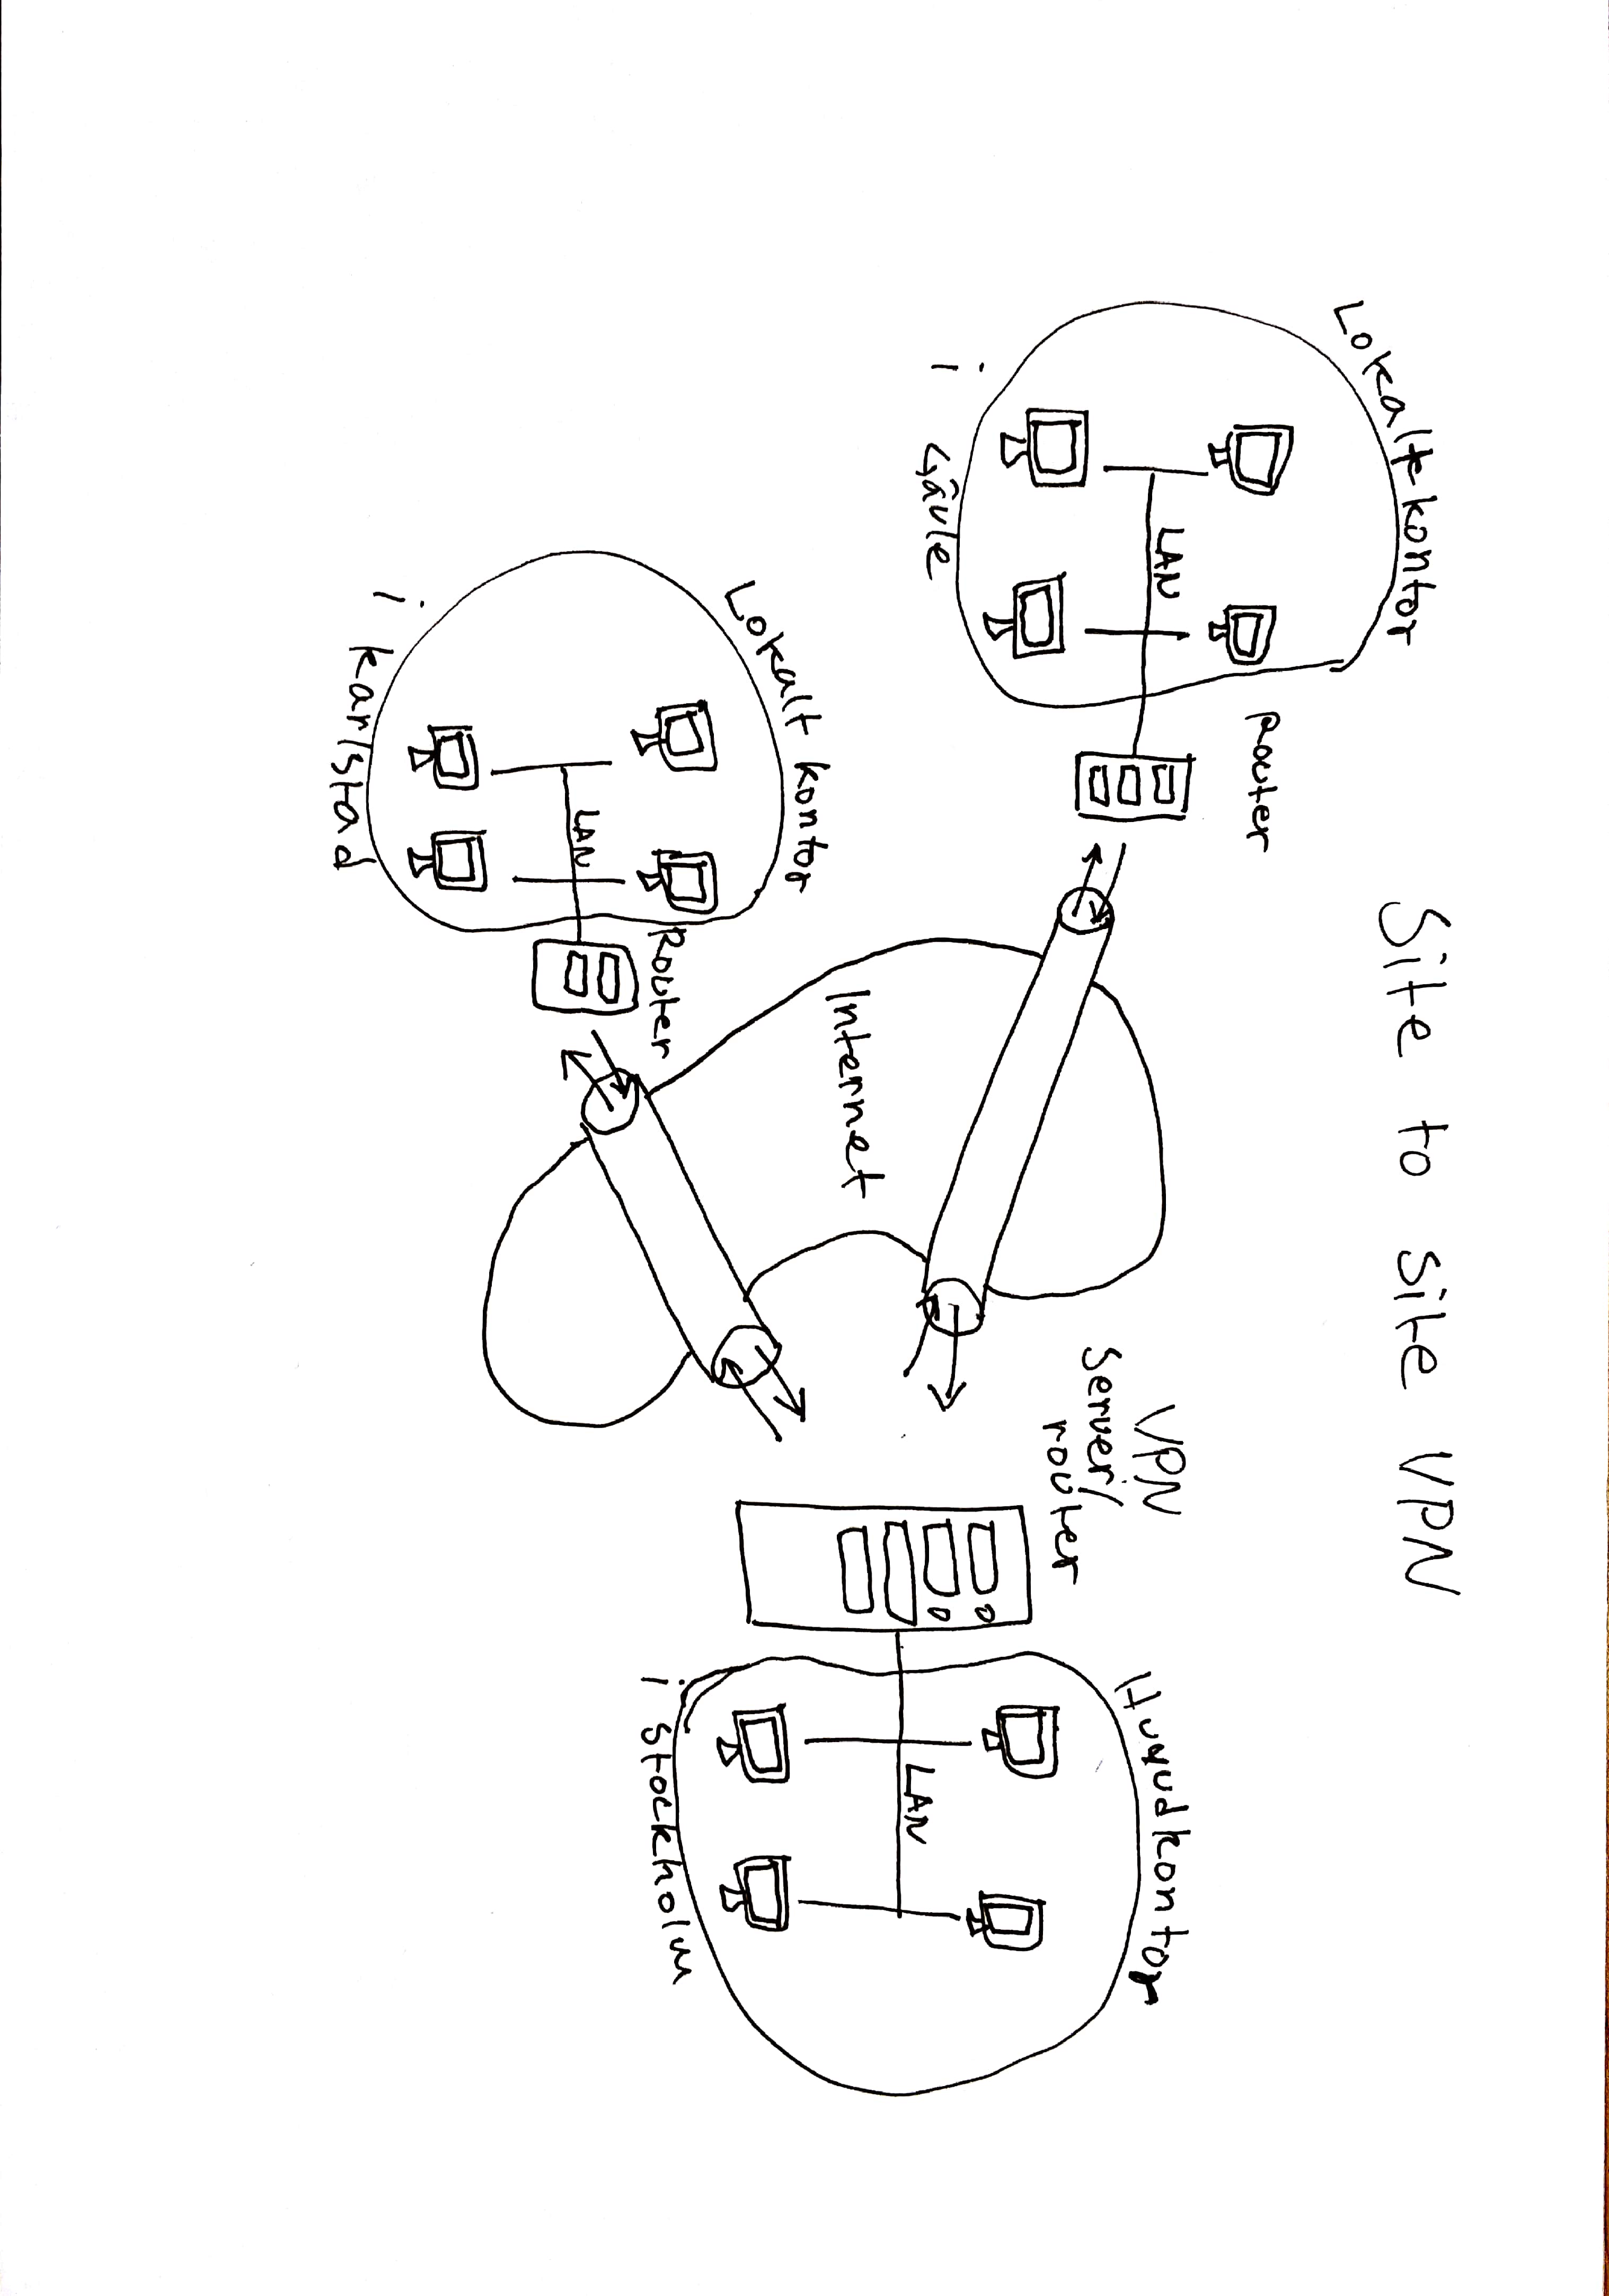 Site to site VPN
Lokalt kontor
LAN
i Gävle
Router
Lokalt kontor
LAN
i karlstad
Router
Internet
VPN
Server/
router
Huvudkontor
LAN
i Stockholm